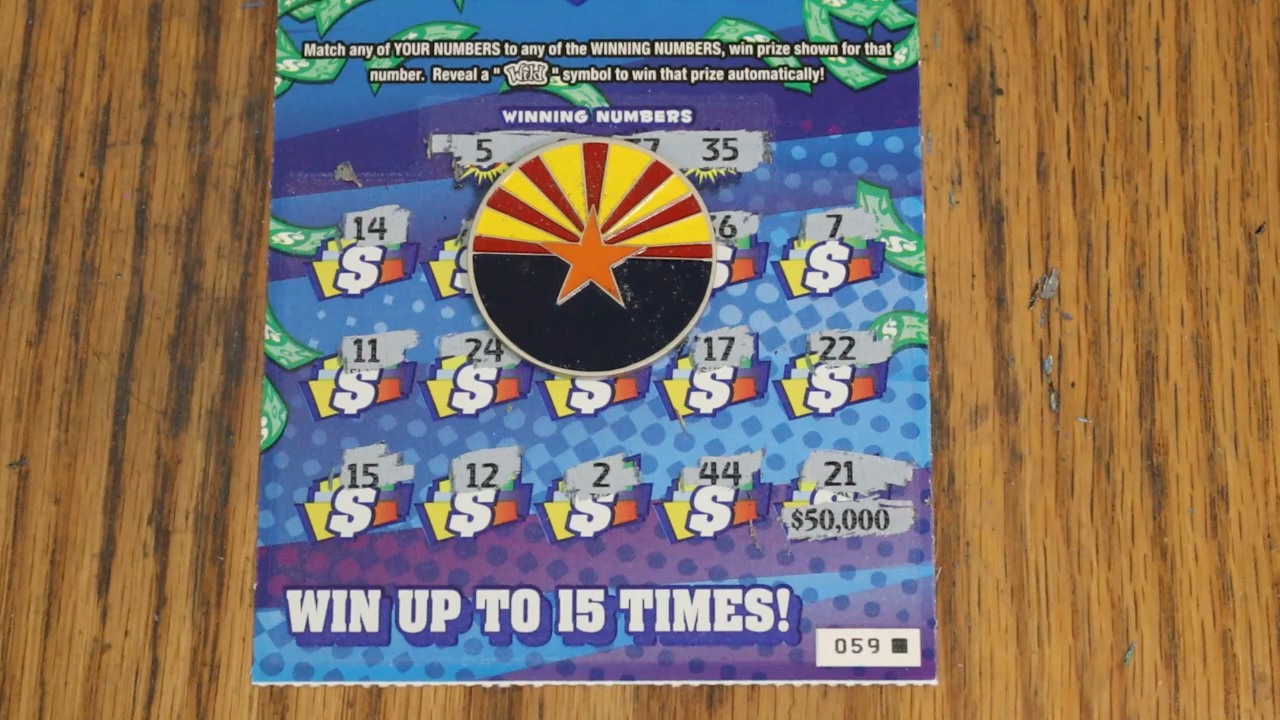 Match any of YOUR NUMBERS to any of the WINNING NUMBERS, win prize shown for that
number. Reveal a " Wild " symbol to win that prize automatically!
WINNING NUMBERS
5 35
14 7
$ $ $
11 24 17 22
$ $ $ $ $
15 12 2 44 21
$ $ $ $ $50,000
WIN UP TO 15 TIMES!
059